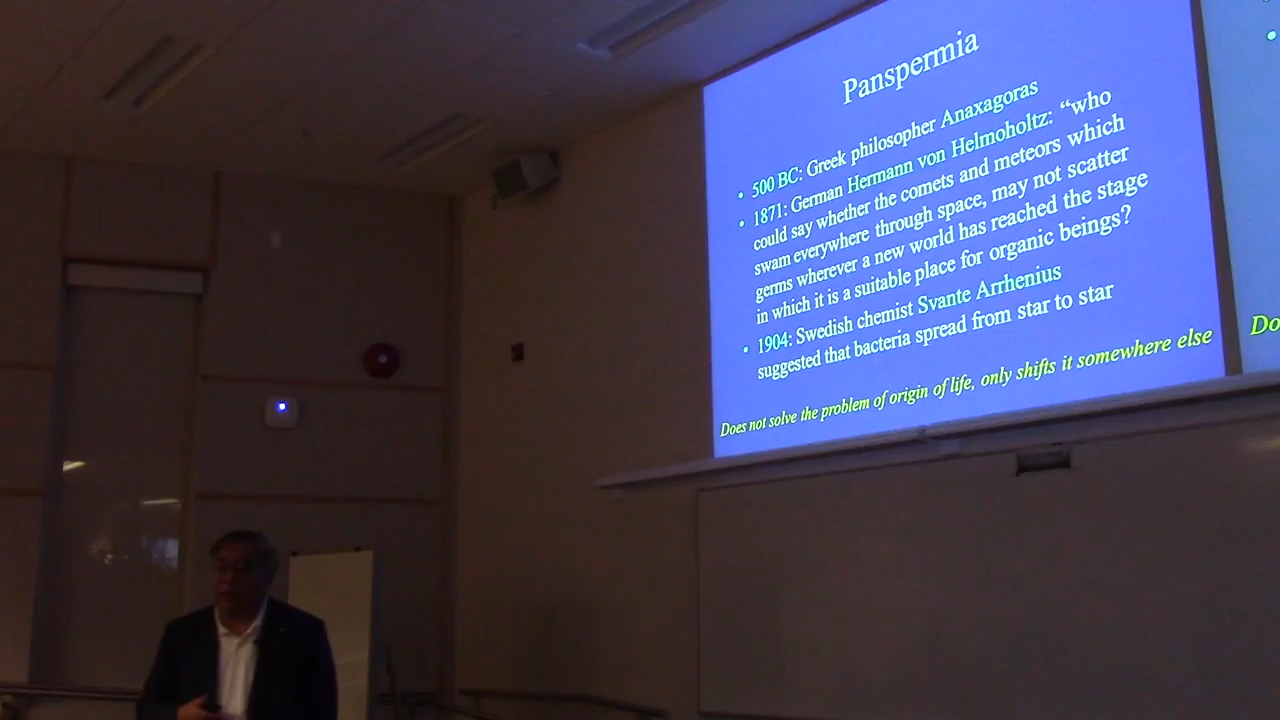 Panspermia
• 500 BC: Greek philosopher Anaxagoras
• 1871: German Hermann von Helmoholtz: “who
could say whether the comets and meteors which
swam everywhere through space, may not scatter
germs wherever a new world has reached the stage
in which it is a suitable place for organic beings?
• 1904: Swedish chemist Svante Arrhenius
suggested that bacteria spread from star to star
Does not solve the problem of origin of life, only shifts it somewhere else
Do